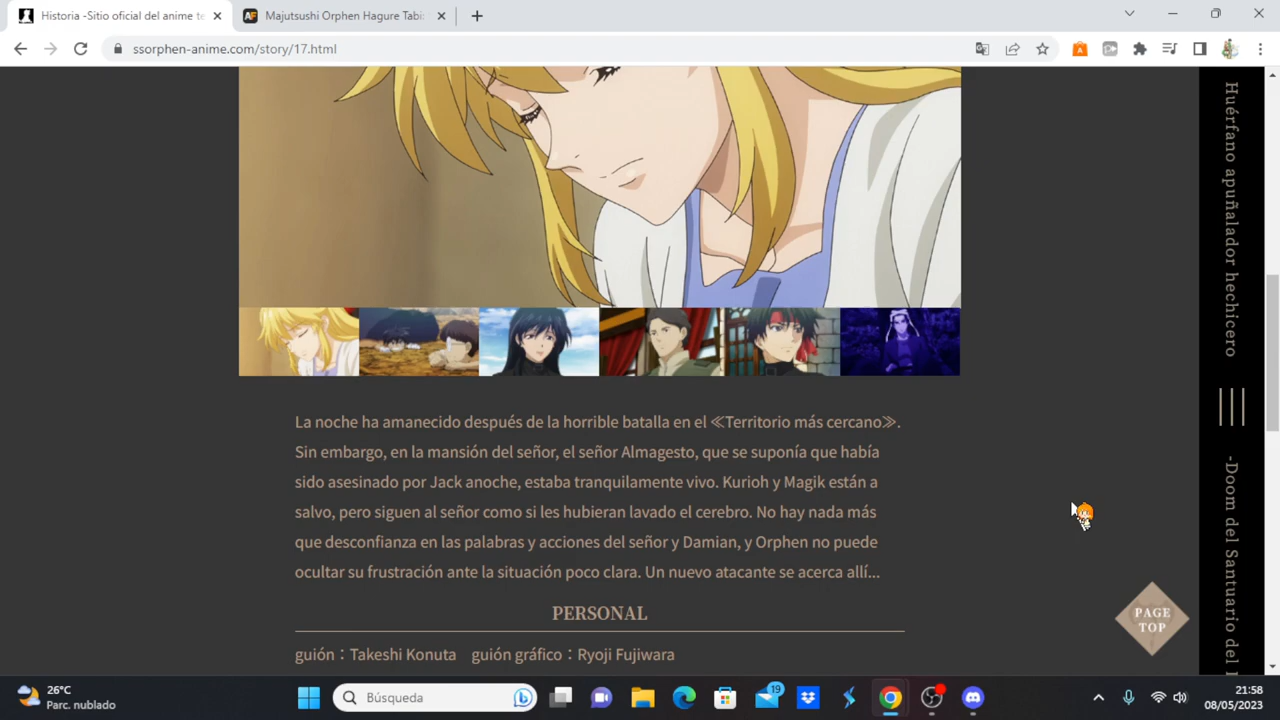 Historia -Sitio oficial del anime te
Majutsushi Orphen Hagure Tabi:
ssorphen-anime.com/story/17.html
Huérfano apuñalador hechicero
-Doom del Santuario del
La noche ha amanecido después de la horrible batalla en el ≪Territorio más cercano≫.
Sin embargo, en la mansión del señor, el señor Almagesto, que se suponía que había
sido asesinado por Jack anoche, estaba tranquilamente vivo. Kurioh y Magik están a
salvo, pero siguen al señor como si les hubieran lavado el cerebro. No hay nada más
que desconfianza en las palabras y acciones del señor y Damian, y Orphen no puede
ocultar su frustración ante la situación poco clara. Un nuevo atacante se acerca allí...
PERSONAL
guión：Takeshi Konuta guión gráfico：Ryoji Fujiwara
PAGE
TOP
26°C
Parc. nublado
Búsqueda
19
21:58
08/05/2023